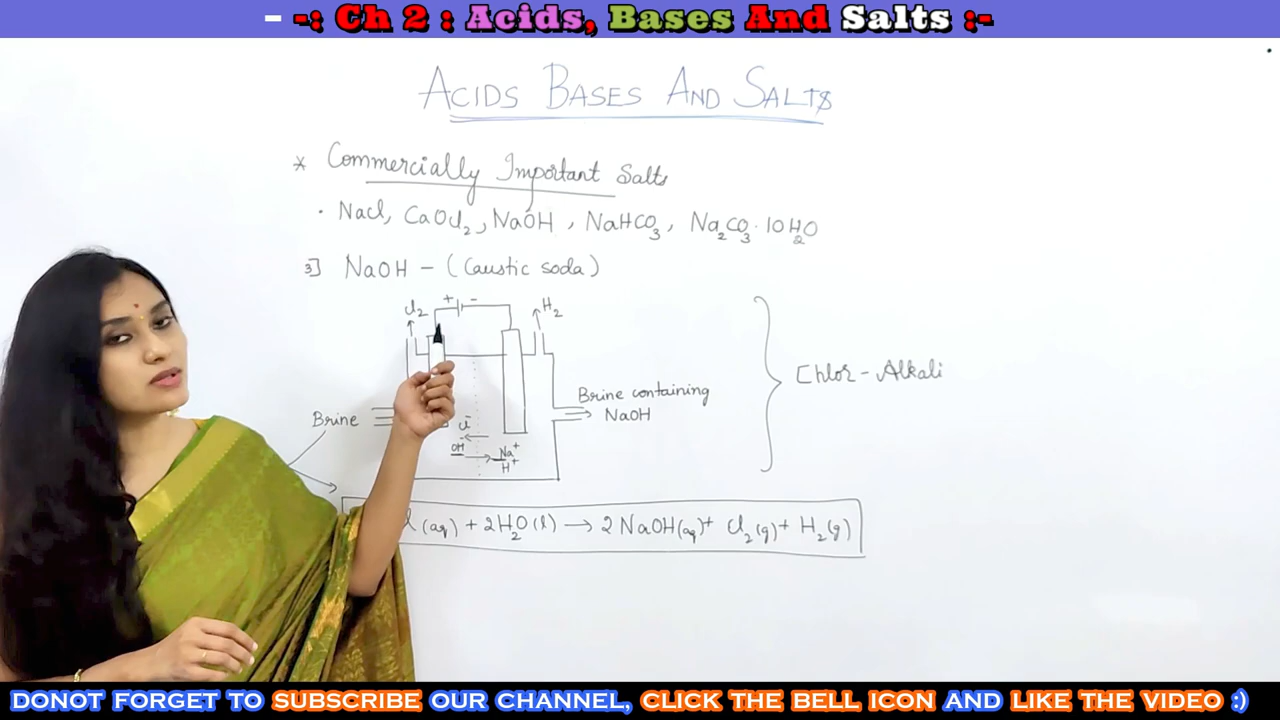 - -: Ch 2 : Acids, Bases And Salts :-
ACIDS BASES AND SALTS
* Commercially Important Salts
· NaCl, CaOCl2, NaOH, NaHCO3, Na2CO3·10H2O
3] NaOH - (Caustic soda)
+ -
Cl2 H2
Brine
Brine containing
NaOH
Chlor-Alkali
Cl-
OH-
Na+
H+
(aq) + 2H2O(l) → 2NaOH(aq) + Cl2(g) + H2(g)
DONOT FORGET TO SUBSCRIBE OUR CHANNEL, CLICK THE BELL ICON AND LIKE THE VIDEO :)